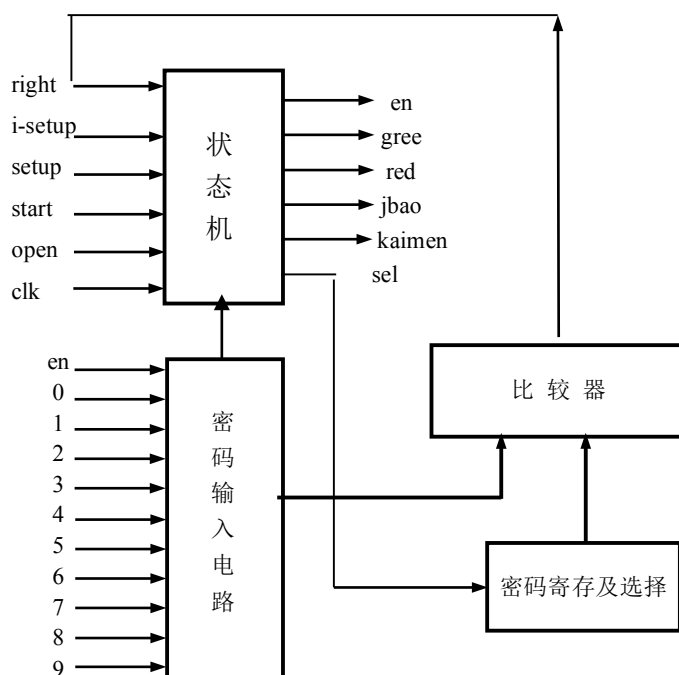 right
i-setup
setup
start
open
clk
状态机
en
gree
red
jbao
kaimen
sel
en
0
1
2
3
4
5
6
7
8
9
密码输入电路
比较器
密码寄存及选择